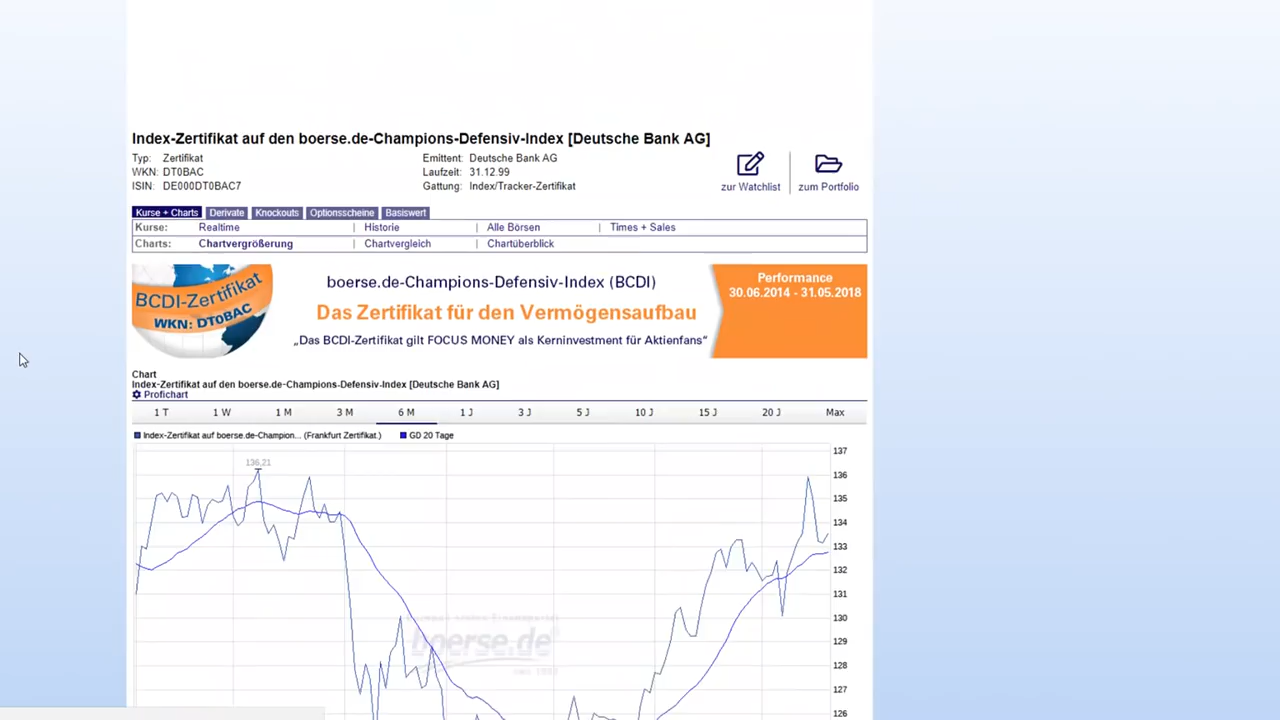 Index-Zertifikat auf den boerse.de-Champions-Defensiv-Index [Deutsche Bank AG]
Typ: Zertifikat
WKN: DT0BAC
ISIN: DE000DT0BAC7
Emittent: Deutsche Bank AG
Laufzeit: 31.12.99
Gattung: Index/Tracker-Zertifikat
zur Watchlist
zum Portfolio
Kurse + Charts Derivate Knockouts Optionsscheine Basiswert
Kurse: Realtime | Historie | Alle Börsen | Times + Sales
Charts: Chartvergrößerung | Chartvergleich | Chartüberblick
BCDI-Zertifikat
WKN: DT0BAC
boerse.de-Champions-Defensiv-Index (BCDI)
Das Zertifikat für den Vermögensaufbau
„Das BCDI-Zertifikat gilt FOCUS MONEY als Kerninvestment für Aktienfans“
Performance
30.06.2014 - 31.05.2018
Chart
Index-Zertifikat auf den boerse.de-Champions-Defensiv-Index [Deutsche Bank AG]
Profichart
1 T 1 W 1 M 3 M 6 M 1 J 3 J 5 J 10 J 15 J 20 J Max
Index-Zertifikat auf boerse.de-Champion... (Frankfurt Zertifikat.) GD 20 Tage
136,21
137
136
135
134
133
132
131
130
129
128
127
126
boerse.de